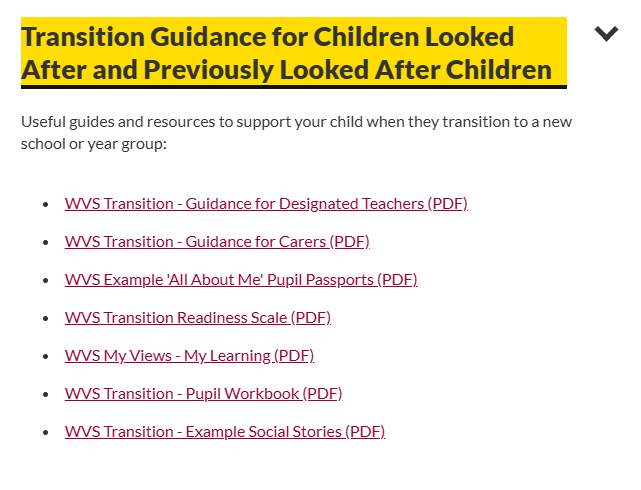 Transition Guidance for Children Looked
After and Previously Looked After Children
Useful guides and resources to support your child when they transition to a new
school or year group:
WVS Transition - Guidance for Designated Teachers (PDF)
WVS Transition - Guidance for Carers (PDF)
WVS Example 'All About Me' Pupil Passports (PDF)
WVS Transition Readiness Scale (PDF)
WVS My Views - My Learning (PDF)
WVS Transition - Pupil Workbook (PDF)
WVS Transition - Example Social Stories (PDF)